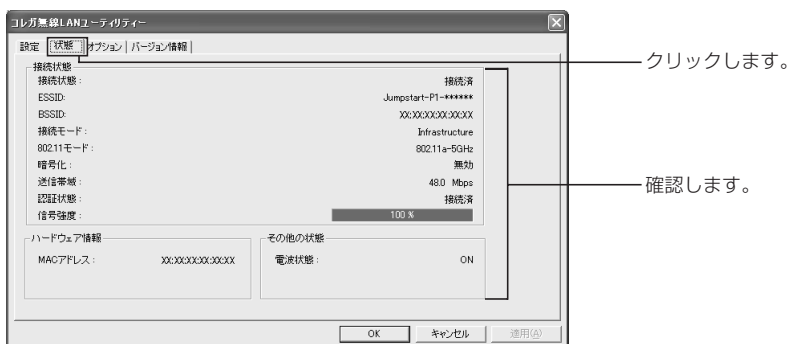 コレガ無線LANユーティリティー
設定 状態 オプション バージョン情報
クリックします。
接続状態
接続状態： 接続済
ESSID: Jumpstart-P1-******
BSSID: XX:XX:XX:XX:XX:XX
接続モード： Infrastructure
802.11モード： 802.11a-5GHz
暗号化： 無効
送信帯域： 48.0 Mbps
認証状態： 接続済
信号強度： 100 %
確認します。
ハードウェア情報
MACアドレス： XX:XX:XX:XX:XX:XX
その他の状態
電波状態： ON
OK キャンセル 適用(A)